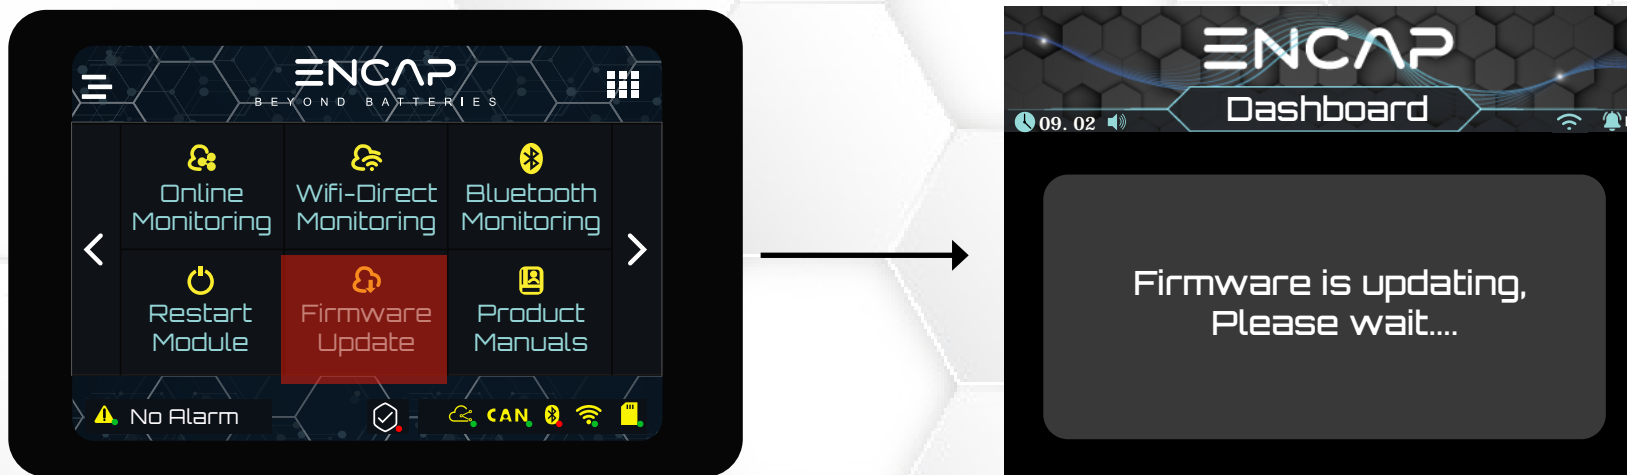 ENCAP
BEYOND BATTERIES
Online
Monitoring
Wifi-Direct
Monitoring
Bluetooth
Monitoring
Restart
Module
Firmware
Update
Product
Manuals
No Alarm
CAN
ENCAP
Dashboard
09. 02
Firmware is updating,
Please wait....